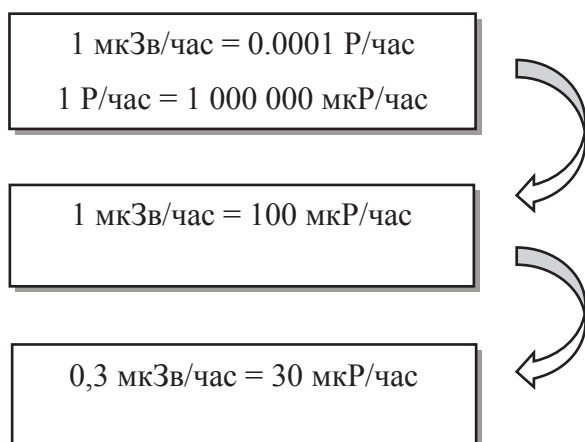 1 мкЗв/час = 0.0001 Р/час
1 Р/час = 1 000 000 мкР/час
1 мкЗв/час = 100 мкР/час
0,3 мкЗв/час = 30 мкР/час